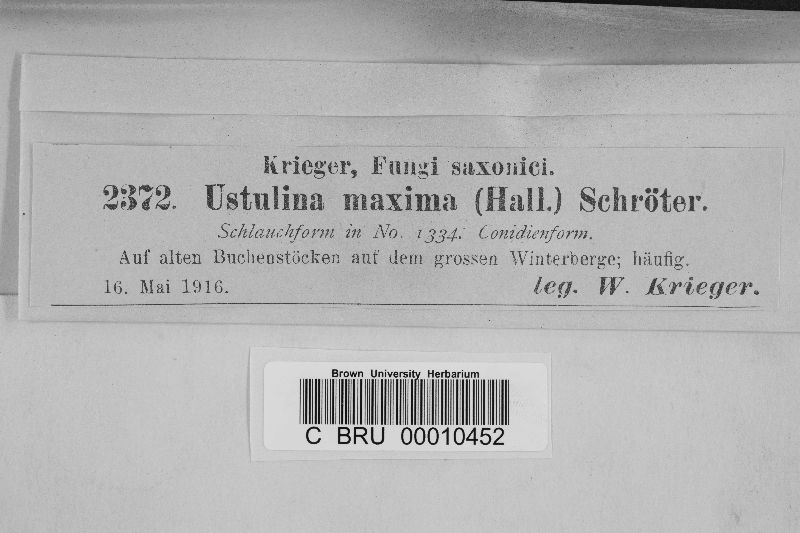 Krieger, Fungi saxonici.
2372. Ustulina maxima (Hall.) Schröter.
Schlauchform in No. 1334: Conidienform.
Auf alten Buchenstöcken auf dem grossen Winterberge; häufig.
16. Mai 1916. leg. W. Krieger.
Brown University Herbarium
C BRU 00010452